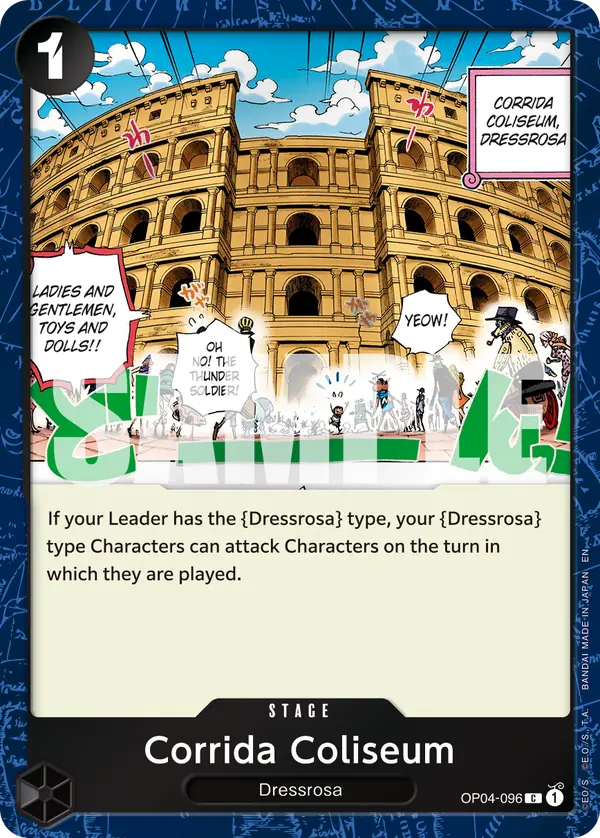 1
CORRIDA
COLISEUM,
DRESSROSA
LADIES AND
GENTLEMEN,
TOYS AND
DOLLS!!
OH
NO! THE
THUNDER
SOLDIER!
YEOW!
If your Leader has the {Dressrosa} type, your {Dressrosa}
type Characters can attack Characters on the turn in
which they are played.
STAGE
Corrida Coliseum
Dressrosa
OP04-096 C 1
©E.O./S. ©E.O./S., T.A. BANDAI MADE IN JAPAN EN